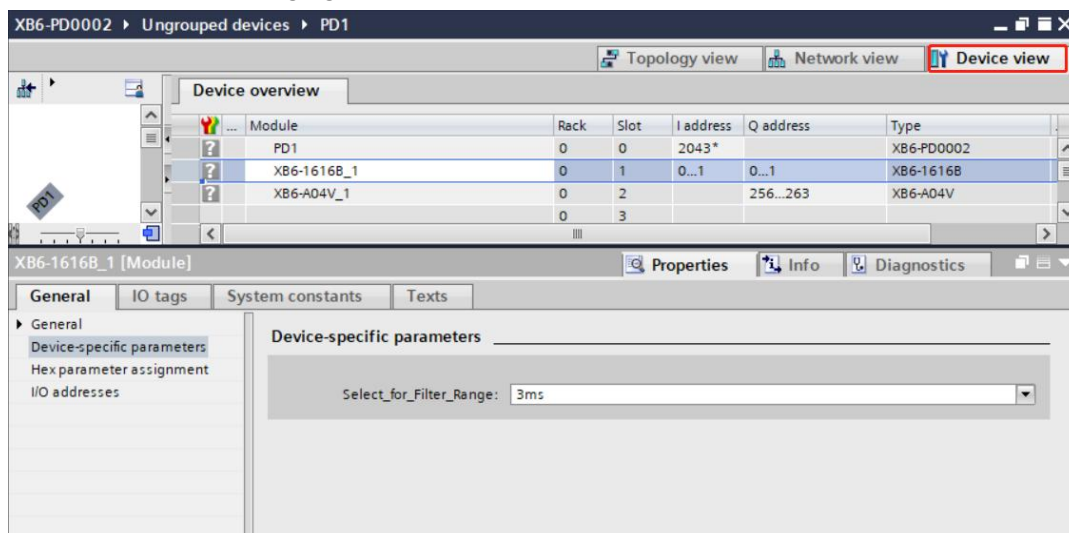 XB6-PD0002 ▸ Ungrouped devices ▸ PD1
Topology view Network view Device view
Device overview
... Module Rack Slot I address Q address Type
PD1 0 0 2043* XB6-PD0002
XB6-1616B_1 0 1 0...1 0...1 XB6-1616B
XB6-A04V_1 0 2 256...263 XB6-A04V
0 3
PD1
XB6-1616B_1 [Module]
Properties Info Diagnostics
General IO tags System constants Texts
General
Device-specific parameters
Hex parameter assignment
I/O addresses
Device-specific parameters
Select_for_Filter_Range: 3ms